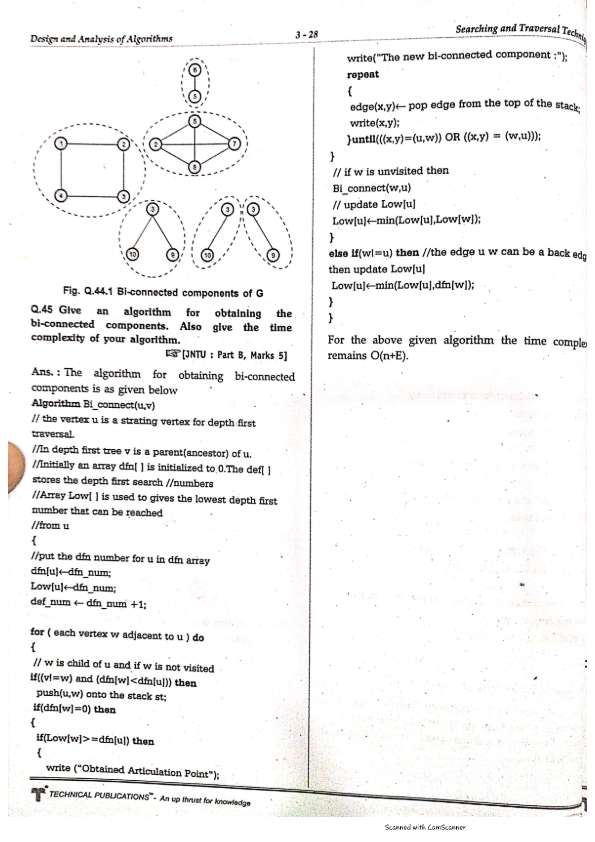 Design and Analysis of Algorithms
3 - 28
Searching and Traversal
6
5
1
2
4
3
5
2
7
8
3
10
9
3
10
3
9
Fig. Q.44.1 Bi-connected components of G
Q.45 Give an algorithm for obtaining the
bi-connected components. Also give the time
complexity of your algorithm.
[JNTU : Part B, Marks 5]
Ans. : The algorithm for obtaining bi-connected
components is as given below
Algorithm Bi_connect(u,v)
// the vertex u is a strating vertex for depth first
traversal.
//In depth first tree v is a parent(ancestor) of u.
//Initially an array dfn[ ] is initialized to 0.The def[ ]
stores the depth first search //numbers
//Array Low[ ] is used to gives the lowest depth first
number that can be reached
//from u
{
//put the dfn number for u in dfn array
dfn[u]←dfn_num;
Low[u]←dfn_num;
def_num ← dfn_num +1;
for ( each vertex w adjacent to u ) do
{
// w is child of u and if w is not visited
if((v!=w) and (dfn[w]<dfn[u])) then
push(u,w) onto the stack st;
if(dfn[w]=0) then
{
if(Low[w]>=dfn[u]) then
{
write ("Obtained Articulation Point");
write("The new bi-connected component :");
repeat
{
edge(x,y)← pop edge from the top of the stack;
write(x,y);
}until(((x,y)=(u,w)) OR ((x,y) = (w,u)));
}
// if w is unvisited then
Bi_connect(w,u)
// update Low[u]
Low[u]←min(Low[u],Low[w]);
}
else if(w!=u) then //the edge u w can be a back edg
then update Low[u]
Low[u]←min(Low[u],dfn[w]);
}
}
For the above given algorithm the time comple
remains O(n+E).
TECHNICAL PUBLICATIONS™ - An up thrust for knowledge
Scanned with CamScanner